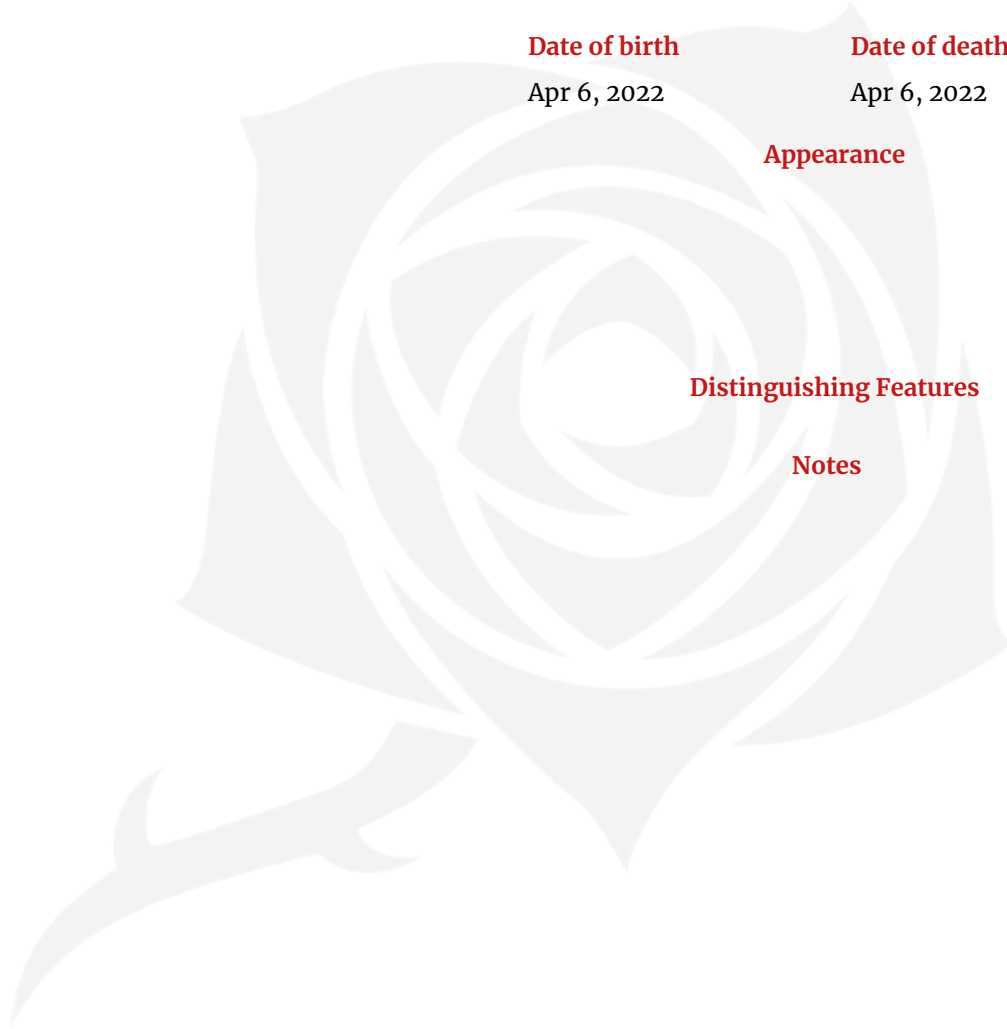 Date of birth Date of death
Apr 6, 2022 Apr 6, 2022
Appearance
Distinguishing Features
Notes